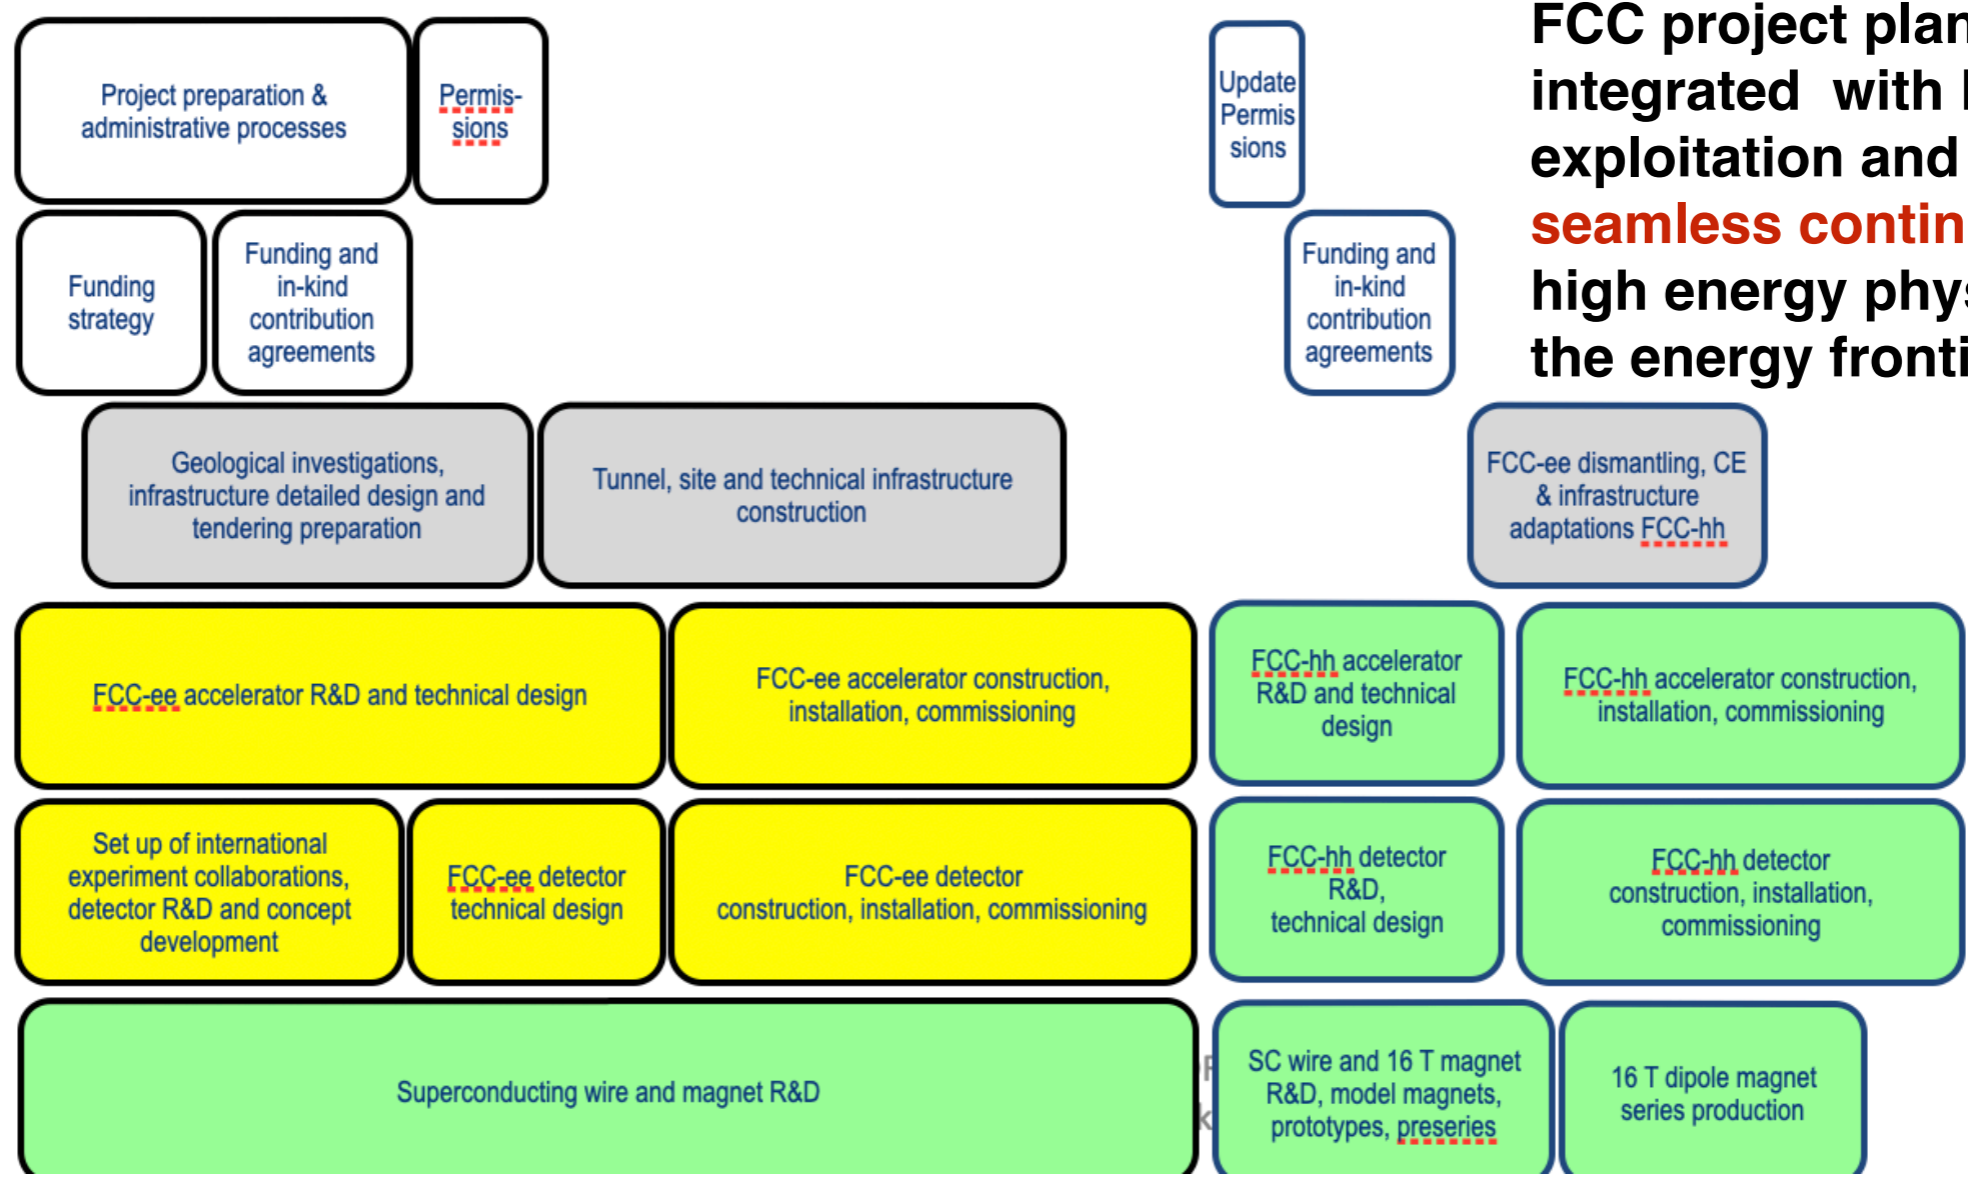 Project preparation &
administrative processes
Permis-
sions
Update
Permis
sions
FCC project plan
integrated with
exploitation and
seamless contin
high energy phys
the energy fronti
Funding
strategy
Funding and
in-kind
contribution
agreements
Funding and
in-kind
contribution
agreements
Geological investigations,
infrastructure detailed design and
tendering preparation
Tunnel, site and technical infrastructure
construction
FCC-ee dismantling, CE
& infrastructure
adaptations FCC-hh
FCC-ee accelerator R&D and technical design
FCC-ee accelerator construction,
installation, commissioning
FCC-hh accelerator
R&D and technical
design
FCC-hh accelerator construction,
installation, commissioning
Set up of international
experiment collaborations,
detector R&D and concept
development
FCC-ee detector
technical design
FCC-ee detector
construction, installation, commissioning
FCC-hh detector
R&D,
technical design
FCC-hh detector
construction, installation,
commissioning
Superconducting wire and magnet R&D
SC wire and 16 T magnet
R&D, model magnets,
prototypes, preseries
16 T dipole magnet
series production